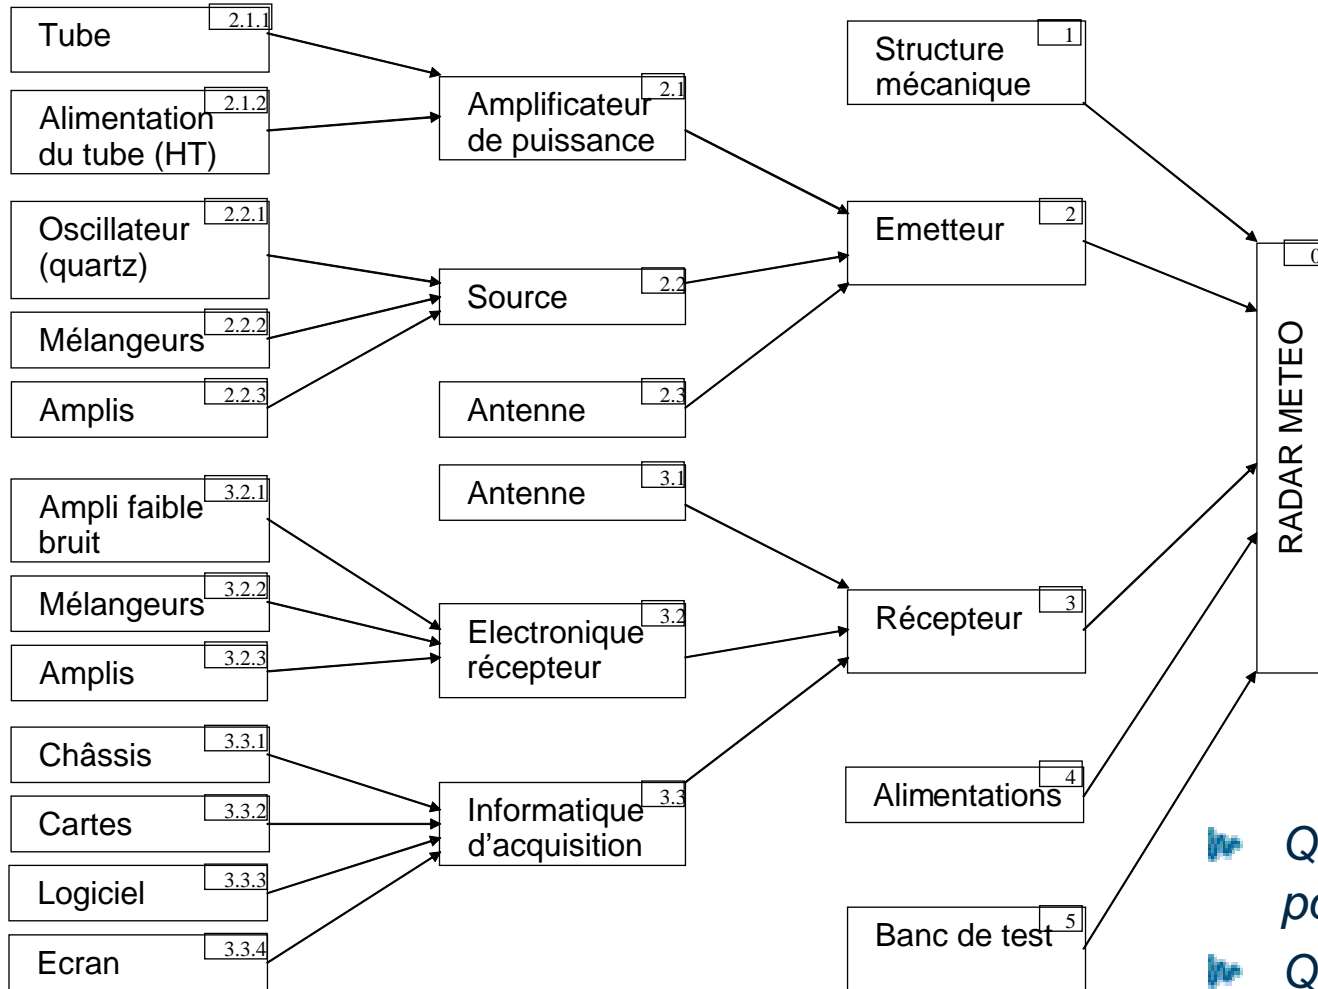 Tube
2.1.1
Alimentation
du tube (HT)
2.1.2
Oscillateur
(quartz)
2.2.1
Mélangeurs
2.2.2
Amplis
2.2.3
Ampli faible
bruit
3.2.1
Mélangeurs
3.2.2
Amplis
3.2.3
Châssis
3.3.1
Cartes
3.3.2
Logiciel
3.3.3
Ecran
3.3.4
Amplificateur
de puissance
2.1
Source
2.2
Antenne
2.3
Antenne
3.1
Electronique
récepteur
3.2
Informatique
d'acquisition
3.3
Structure
mécanique
1
Emetteur
2
Récepteur
3
Alimentations
4
Banc de test
5
0
RADAR METEO